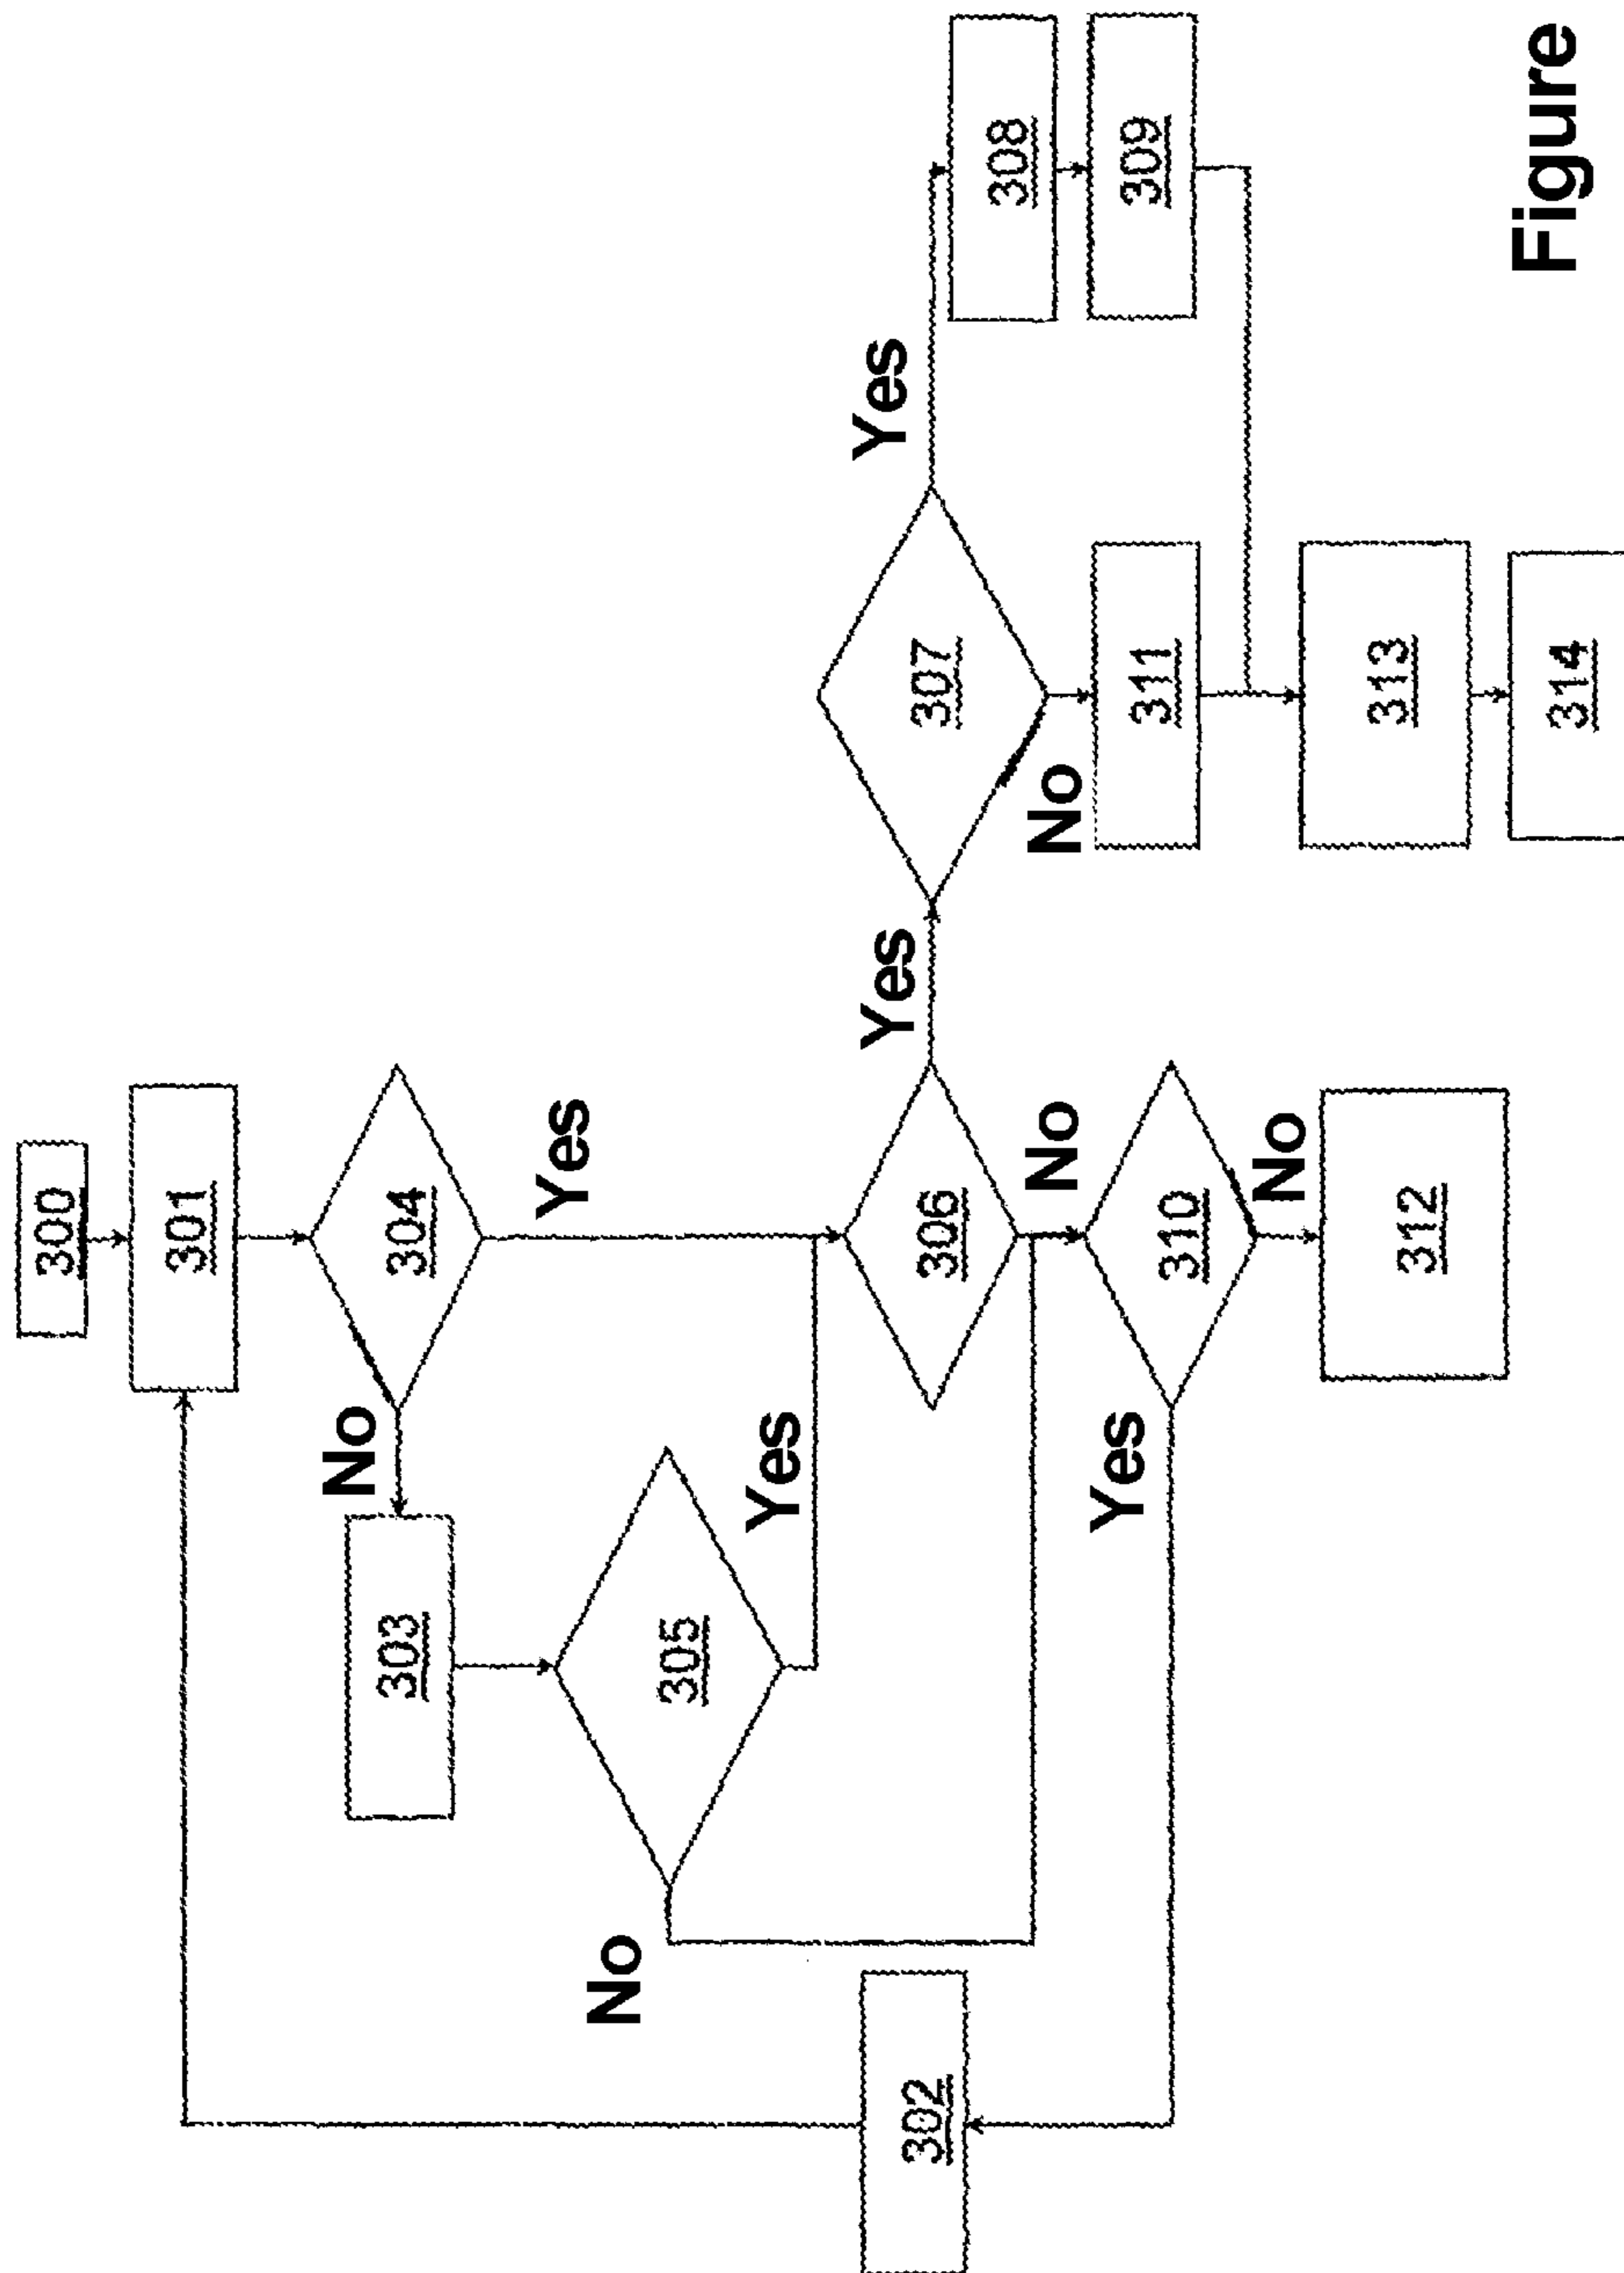 300
301
304
No
Yes
303
305
Yes
No
306
Yes
307
Yes
308
309
No
311
No
310
Yes
No
302
312
313
314
Figure